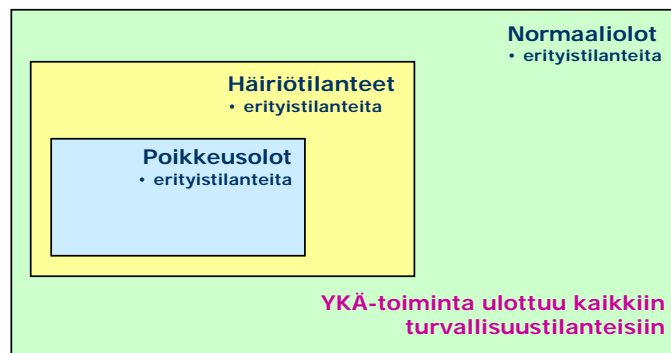 Normaaliolot
• erityistilanteita
Häiriötilanteet
• erityistilanteita
Poikkeusolot
• erityistilanteita
YKÄ-toiminta ulottuu kaikkiin
turvallisuustilanteisiin